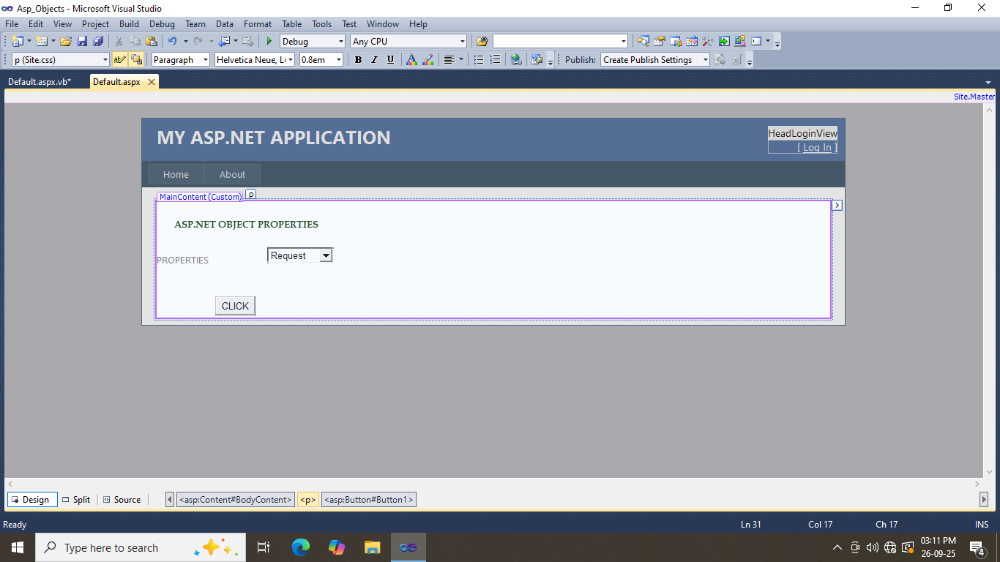 Asp_Objects - Microsoft Visual Studio
File Edit View Project Build Debug Team Data Format Table Tools Test Window Help
Debug Any CPU
p (Site.css) Paragraph Helvetica Neue, Lu 0.8em B I U A Publish: Create Publish Settings
Default.aspx.vb* Default.aspx
Site.Master
MY ASP.NET APPLICATION
HeadLoginView
[ Log In ]
Home About
MainContent (Custom) p
ASP.NET OBJECT PROPERTIES
Request
PROPERTIES
CLICK
Design Split Source <asp:Content#BodyContent> <p> <asp:Button#Button1>
Ready Ln 31 Col 17 Ch 17 INS
Type here to search
03:11 PM
26-09-25
4